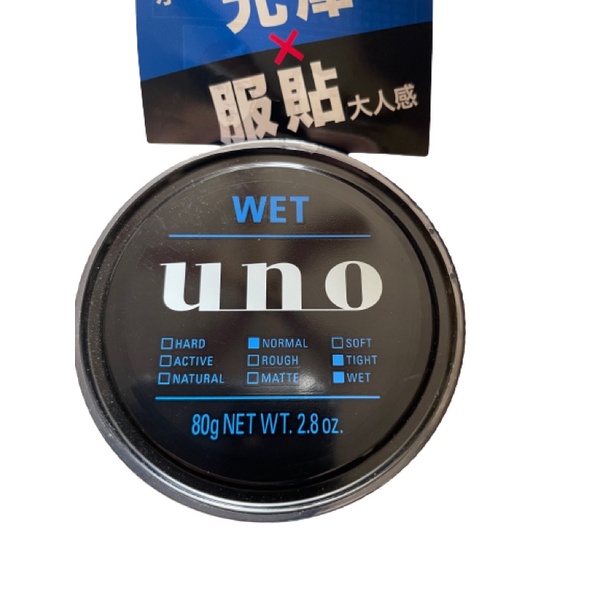 光澤
×
服貼大人感
WET
uno
□HARD ■NORMAL □SOFT
□ACTIVE □ROUGH ■TIGHT
□NATURAL □MATTE ■WET
80g NET WT. 2.8 oz.